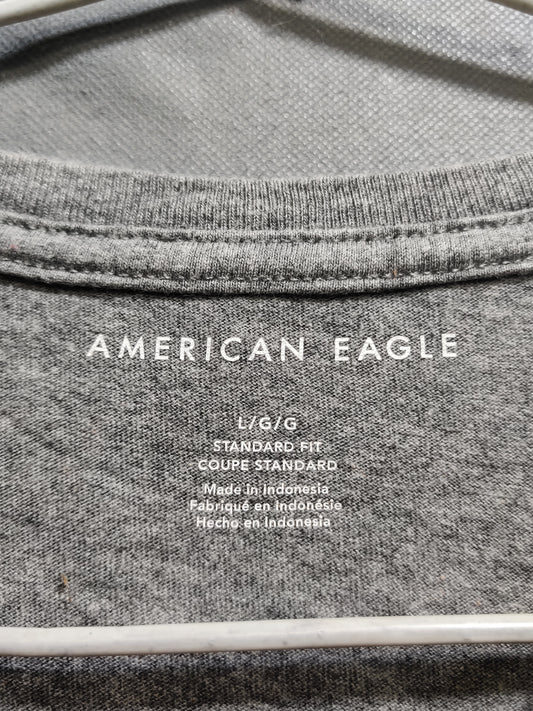 AMERICAN EAGLE
L/G/G
STANDARD FIT
COUPE STANDARD
Made in Indonesia
Fabriqué en Indonésie
Hecho en Indonesia